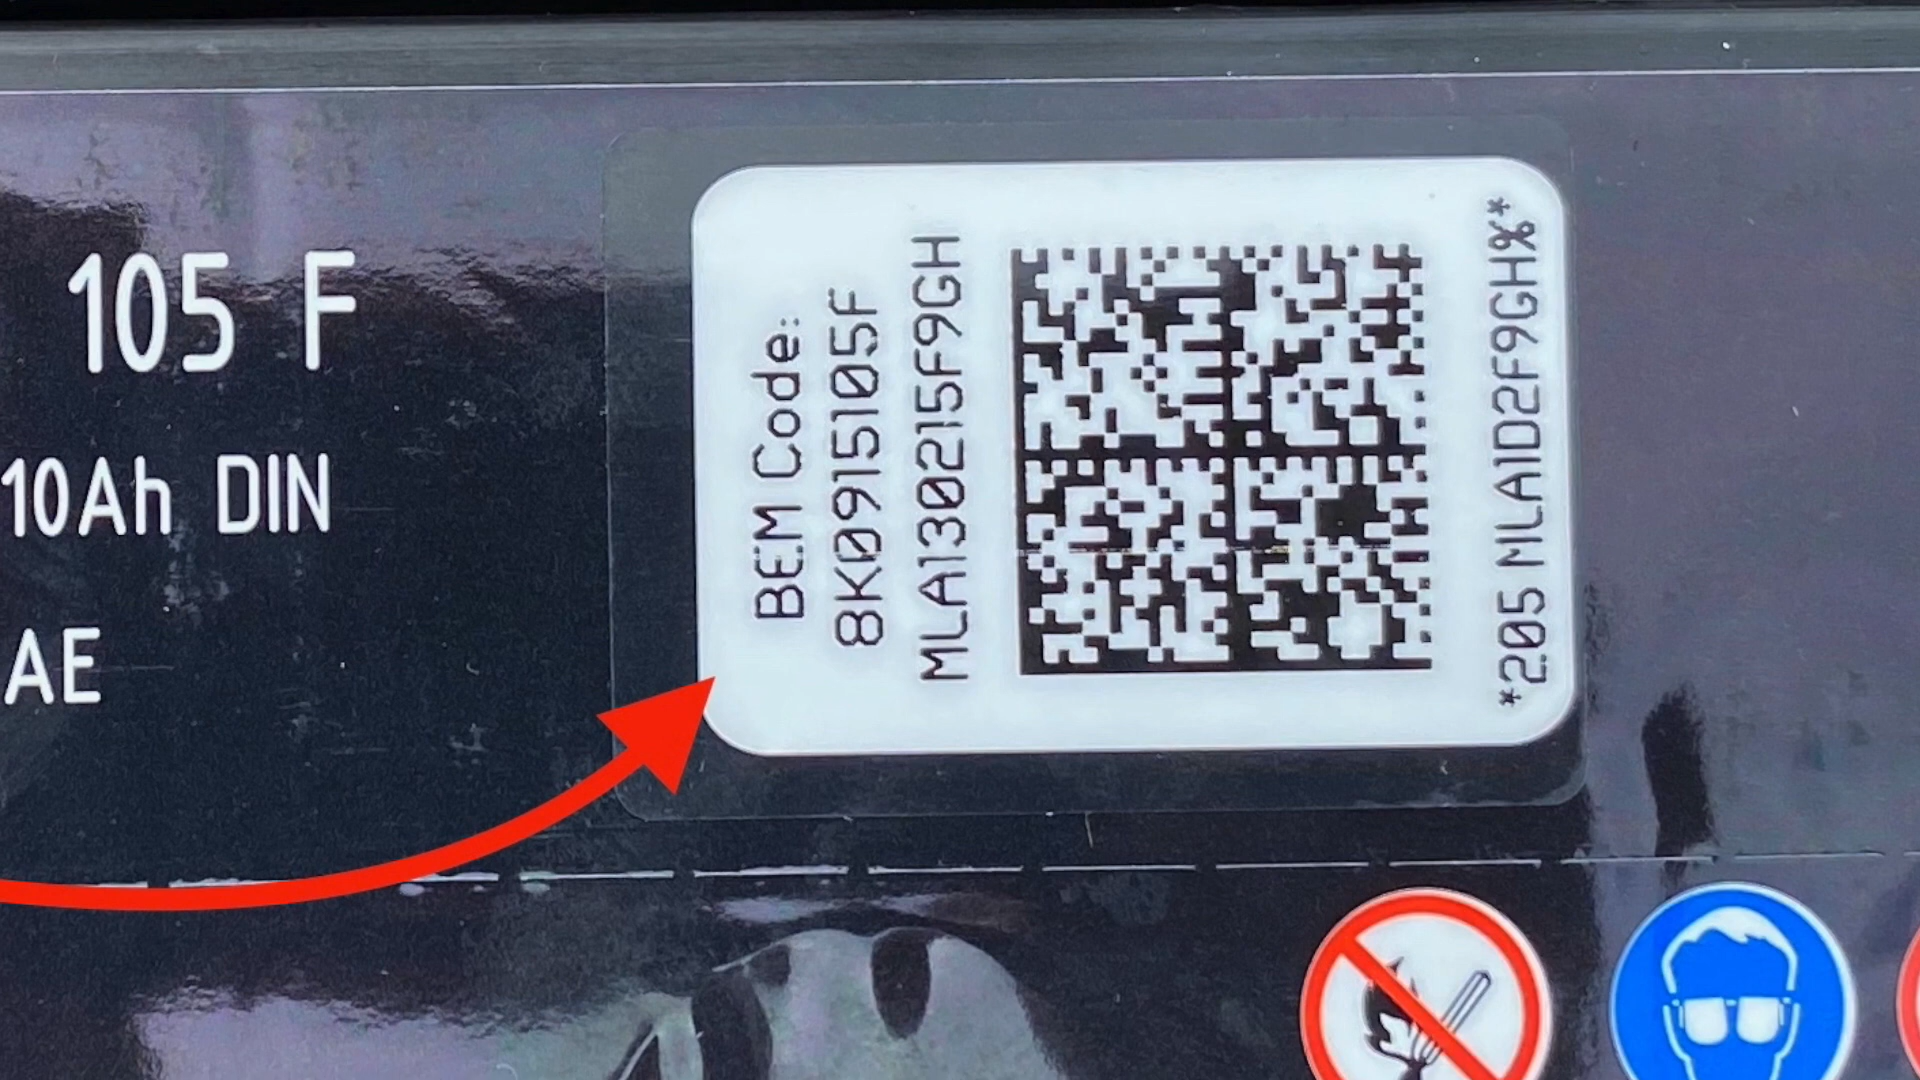 105 F
10Ah DIN
AE
BEM Code:
8K0915105F
MLA130215F9GH
*205 MLA1D2F9GH%*